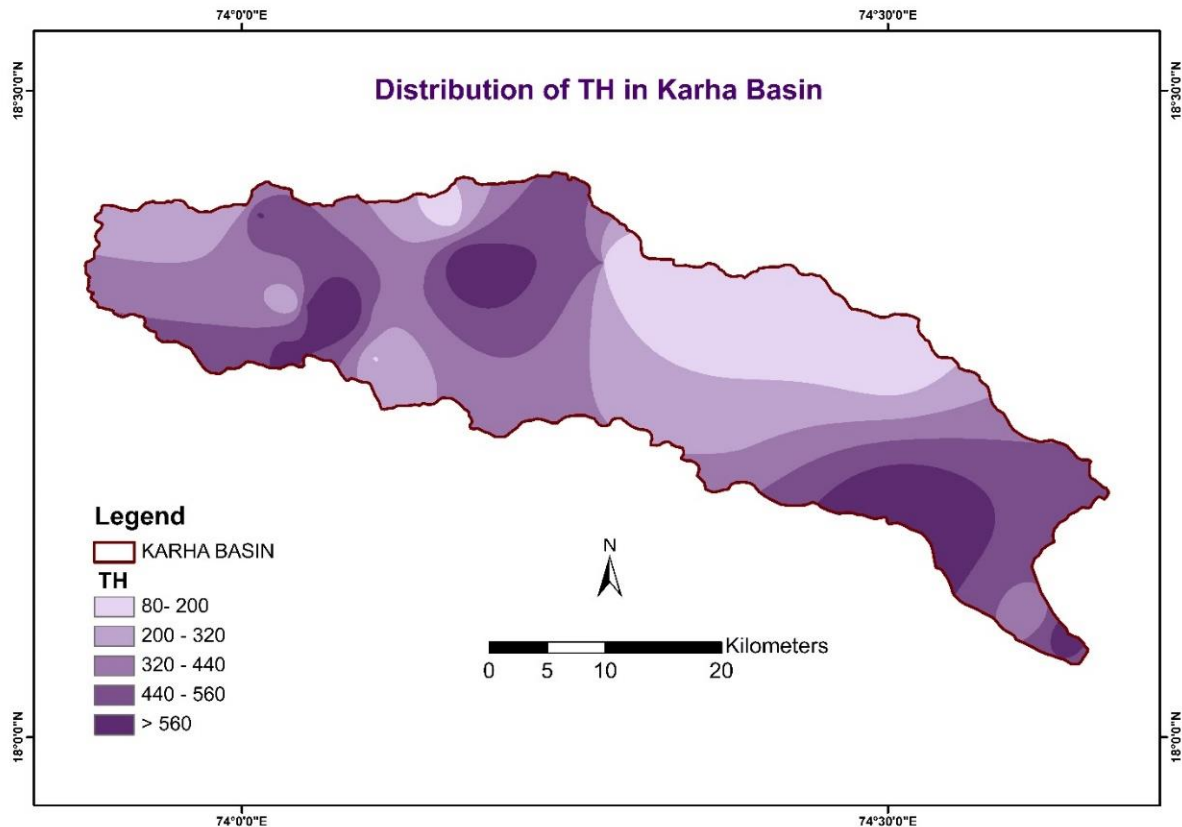 74°0'0"E 74°30'0"E
18°30'0"N 18°30'0"N
Distribution of TH in Karha Basin
Legend
KARHA BASIN
TH
80- 200
200 - 320
320 - 440
440 - 560
> 560
N
Kilometers
0 5 10 20
18°0'0"N 18°0'0"N
74°0'0"E 74°30'0"E